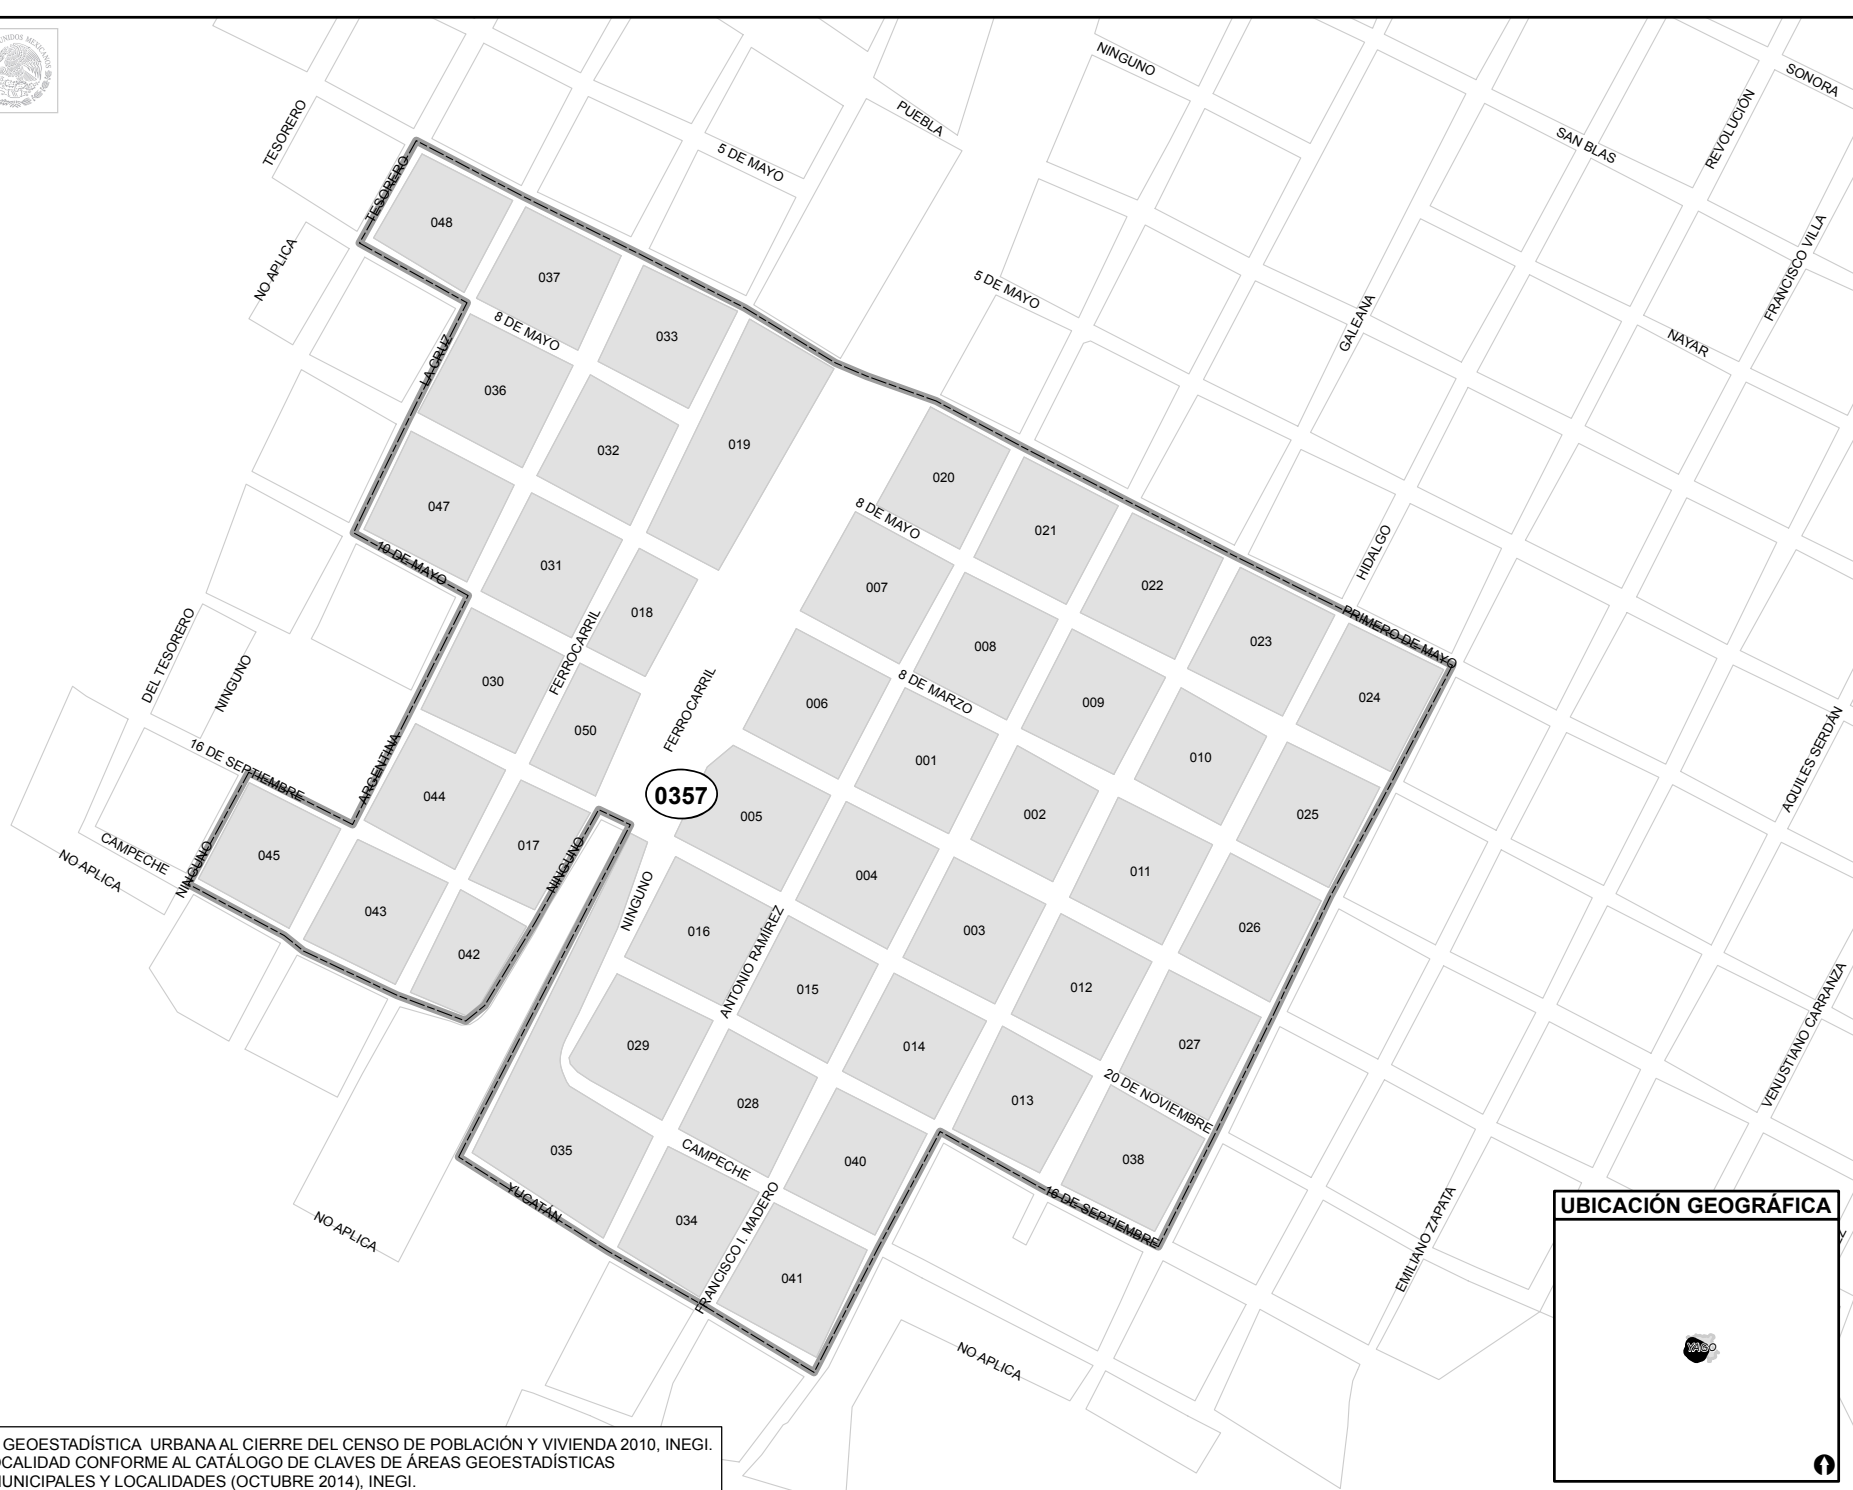 UNIDOS MEXICANOS
NINGUNO
SONORA
TESORERO
PUEBLA
REVOLUCIÓN
SAN BLAS
5 DE MAYO
TESORERO
048
FRANCISCO VILLA
NO APLICA
037
5 DE MAYO
GALEANA
8 DE MAYO
033
NAYAR
LA CRUZ
036
032
019
020
047
8 DE MAYO
021
HIDALGO
10 DE MAYO
031
022
007
018
PRIMERO DE MAYO
023
008
DEL TESORERO
FERROCARRIL
NINGUNO
030
8 DE MARZO
024
006
009
FERROCARRIL
050
16 DE SEPTIEMBRE
ARGENTINA
001
010
AQUILES SERDÁN
044
0357
005
002
025
CAMPECHE
NO APLICA
NINGUNO
045
017
NINGUNO
004
011
043
NINGUNO
016
ANTONIO RAMÍREZ
003
026
042
015
012
VENUSTIANO CARRANZA
029
014
027
028
013
20 DE NOVIEMBRE
035
CAMPECHE
040
038
YUCATÁN
034
FRANCISCO I. MADERO
16 DE SEPTIEMBRE
EMILIANO ZAPATA
NO APLICA
041
NO APLICA
UBICACIÓN GEOGRÁFICA
YAGO
GEOESTADÍSTICA URBANA AL CIERRE DEL CENSO DE POBLACIÓN Y VIVIENDA 2010, INEGI.
OCALIDAD CONFORME AL CATÁLOGO DE CLAVES DE ÁREAS GEOESTADÍSTICAS
MUNICIPALES Y LOCALIDADES (OCTUBRE 2014), INEGI.